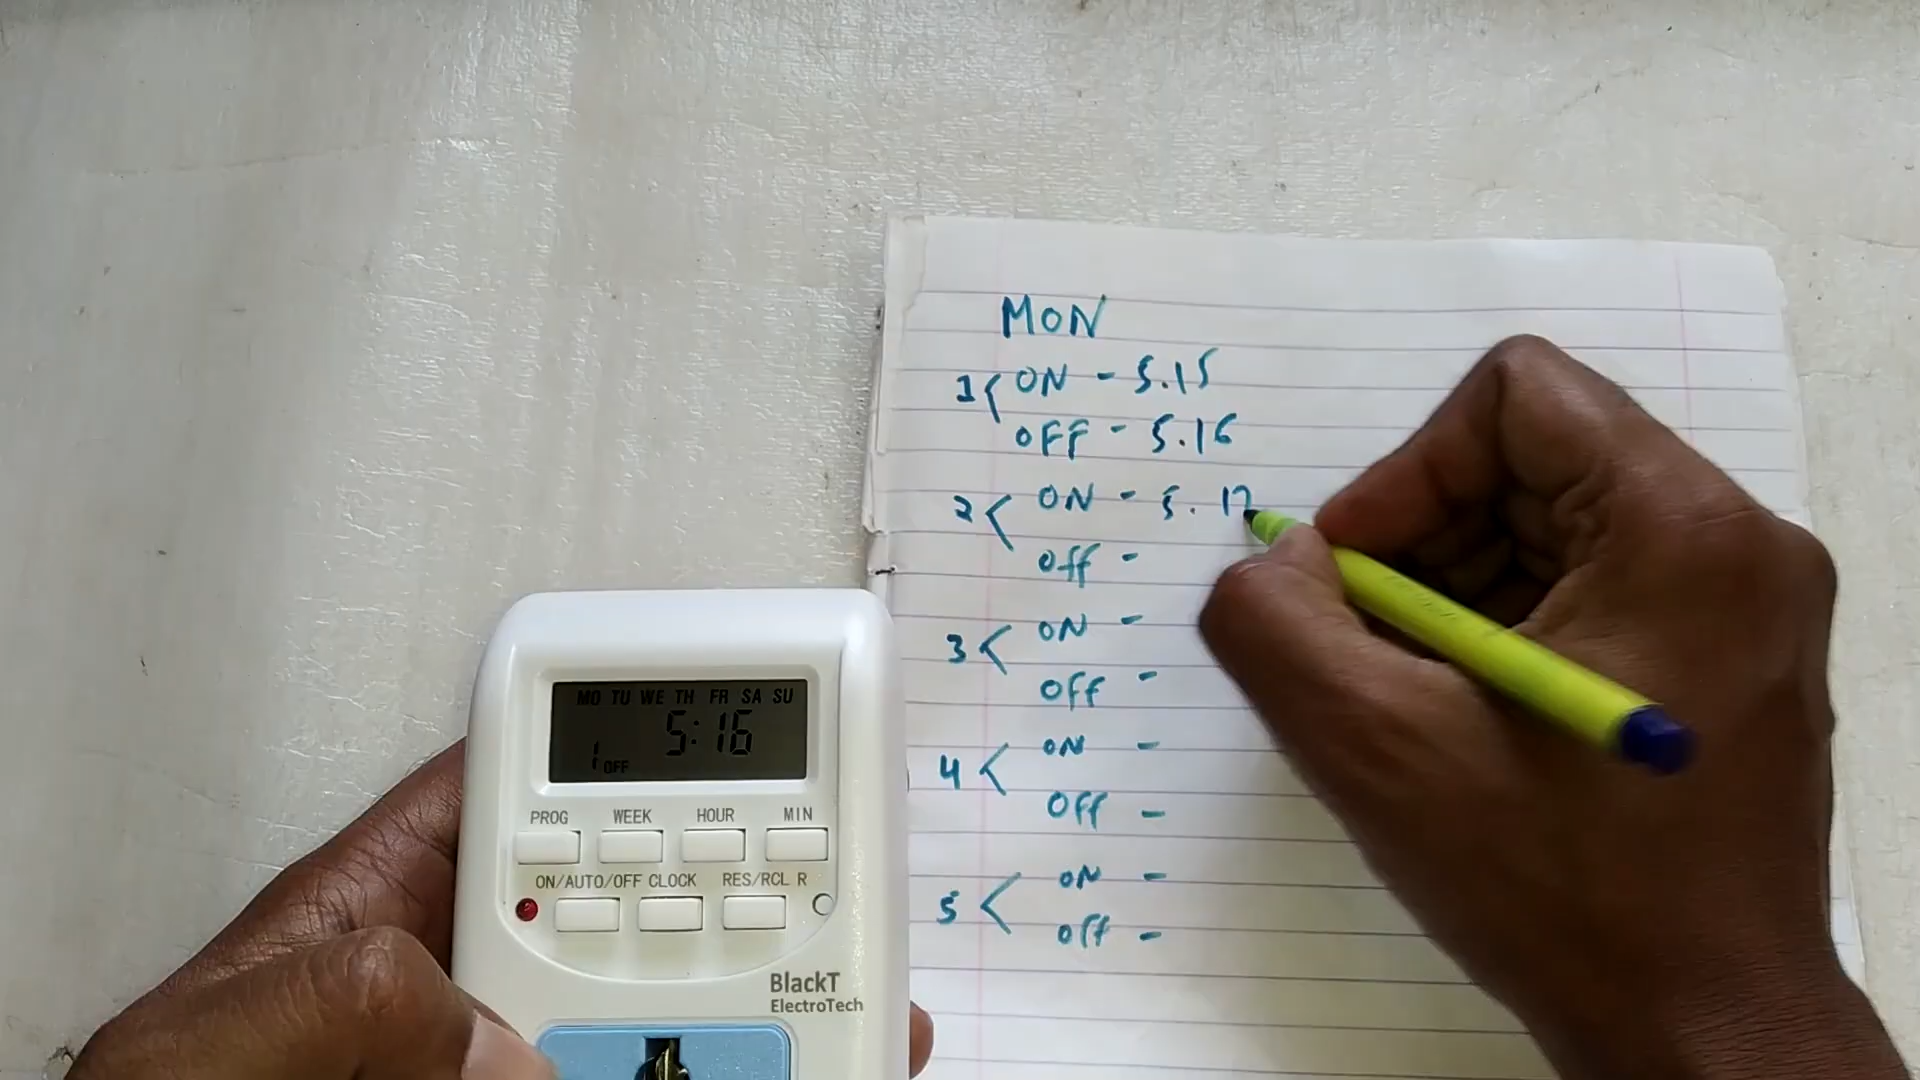 MON
1 ON - 5.15
OFF - 5.16
2 ON - 5.17
Off -
3 ON -
Off -
4 ON -
Off -
5 ON -
Off -
MO TU WE TH FR SA SU
5:16
1 OFF
PROG WEEK HOUR MIN
ON/AUTO/OFF CLOCK RES/RCL R
BlackT
ElectroTech